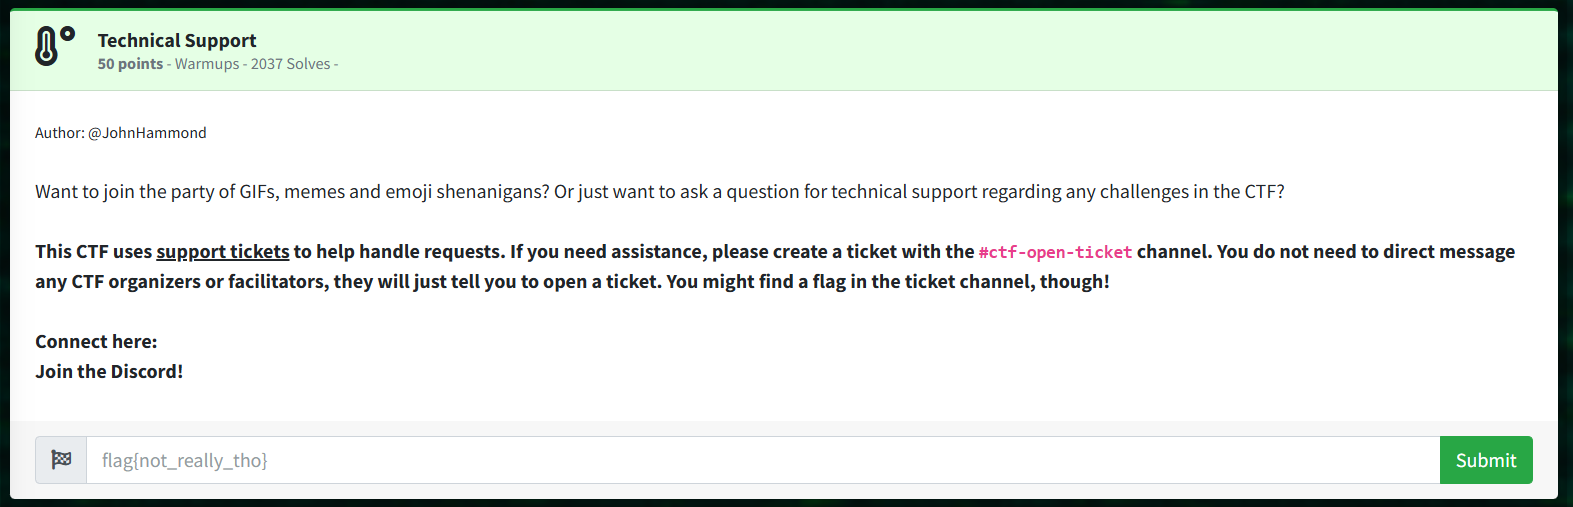 Technical Support
50 points - Warmups - 2037 Solves -
Author: @JohnHammond
Want to join the party of GIFs, memes and emoji shenanigans? Or just want to ask a question for technical support regarding any challenges in the CTF?
This CTF uses support tickets to help handle requests. If you need assistance, please create a ticket with the #ctf-open-ticket channel. You do not need to direct message
any CTF organizers or facilitators, they will just tell you to open a ticket. You might find a flag in the ticket channel, though!
Connect here:
Join the Discord!
flag{not_really_tho}
Submit